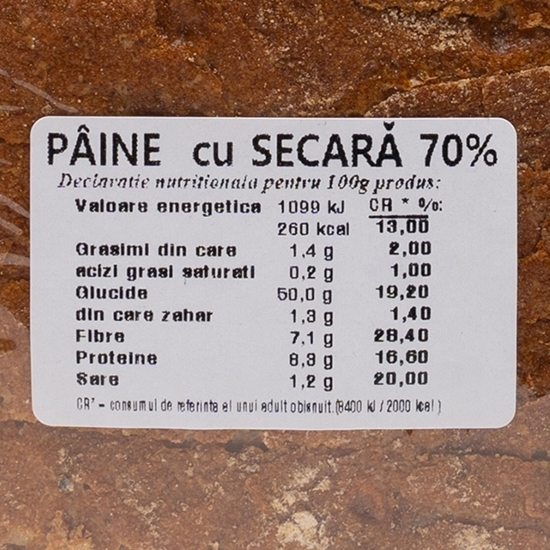 PÂINE cu SECARĂ 70%
Declaratie nutritionala pentru 100g produs:
Valoare energetica 1099 kJ CR * %:
260 kcal 13,00
Grasimi din care 1,4 g 2,00
acizi grasi saturati 0,2 g 1,00
Glucide 50,0 g 19,20
din care zahar 1,3 g 1,40
Fibre 7,1 g 28,40
Proteine 8,3 g 16,60
Sare 1,2 g 20,00
CR* - consumul de referinta al unui adult obisnuit.(8400 kJ / 2000 kcal)